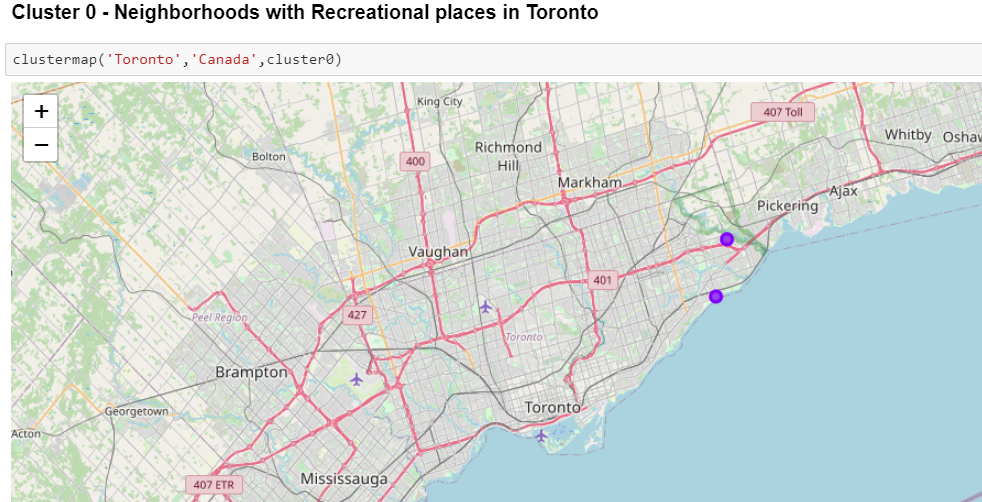 Cluster 0 - Neighborhoods with Recreational places in Toronto
clustermap('Toronto','Canada',cluster0)
+
−
King City
407 Toll
Whitby
Oshaw
Richmond
Hill
Bolton
400
Markham
Ajax
Pickering
Vaughan
401
427
Peel Region
Toronto
Brampton
Toronto
Georgetown
Acton
Mississauga
407 ETR